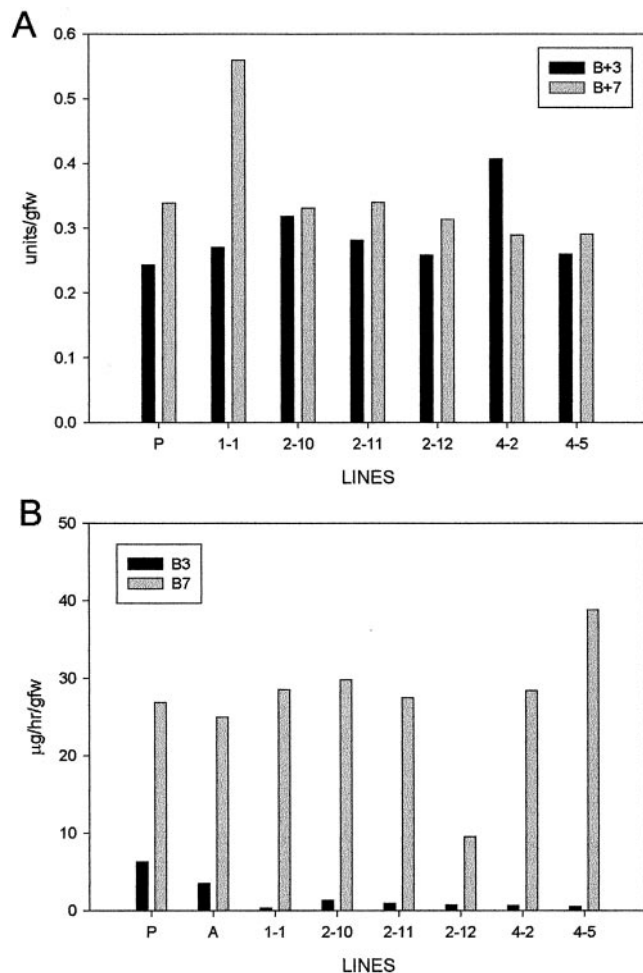 A
0.6
0.5
0.4
0.3
0.2
0.1
0.0
units/gfw
B+3
B+7
P 1-1 2-10 2-11 2-12 4-2 4-5
LINES
B
50
40
30
20
10
0
µg/hr/gfw
B3
B7
P A 1-1 2-10 2-11 2-12 4-2 4-5
LINES